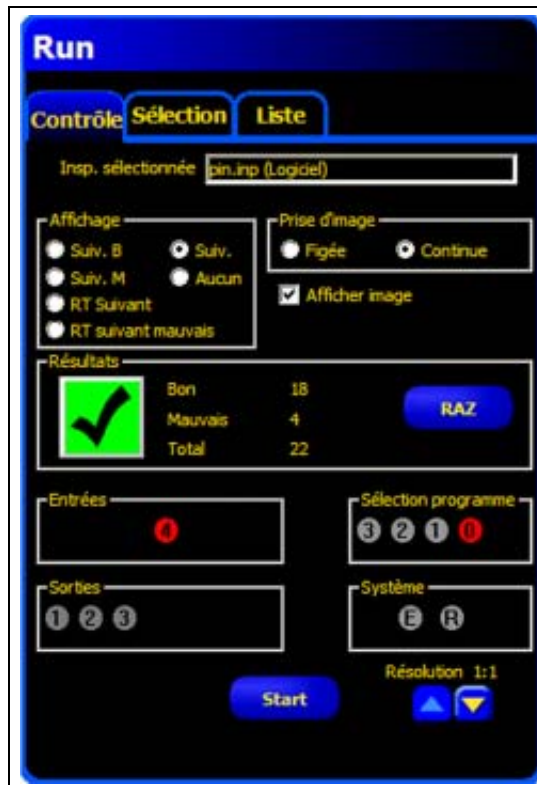 Run
Contrôle Sélection Liste
Insp. sélectionnée pin.inp (Logiciel)
Affichage
Suiv. B Suiv.
Suiv. M Aucun
RT Suivant
RT suivant mauvais
Prise d'image
Figée Continue
Afficher image
Résultats
Bon 18
Mauvais 4
Total 22
RAZ
Entrées
4
Sélection programme
3 2 1 0
Sorties
1 2 3
Système
E R
Start
Résolution 1:1